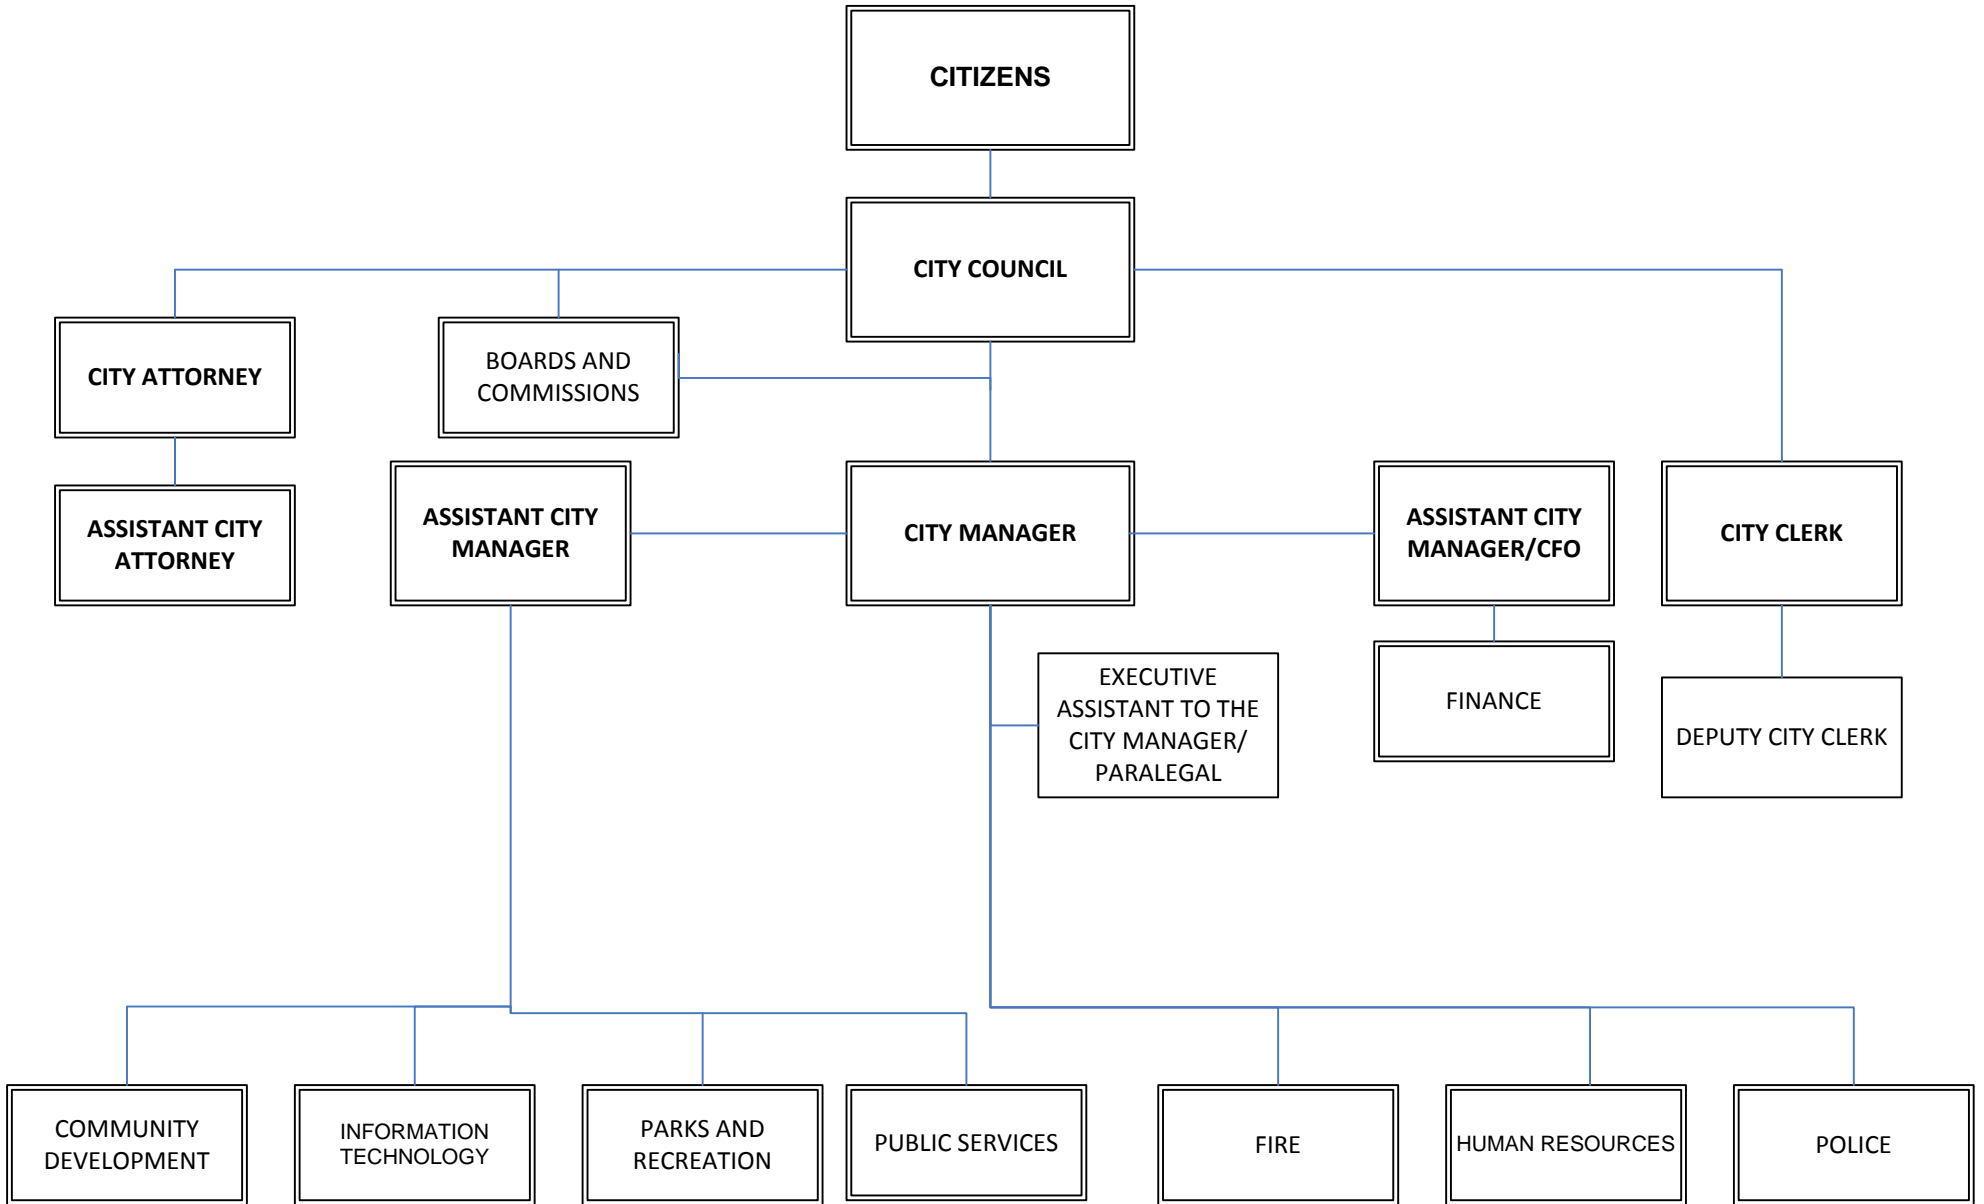 CITIZENS
CITY COUNCIL
CITY ATTORNEY
BOARDS AND
COMMISSIONS
ASSISTANT CITY
ATTORNEY
ASSISTANT CITY
MANAGER
CITY MANAGER
ASSISTANT CITY
MANAGER/CFO
CITY CLERK
EXECUTIVE
ASSISTANT TO THE
CITY MANAGER/
PARALEGAL
FINANCE
DEPUTY CITY CLERK
COMMUNITY
DEVELOPMENT
INFORMATION
TECHNOLOGY
PARKS AND
RECREATION
PUBLIC SERVICES
FIRE
HUMAN RESOURCES
POLICE